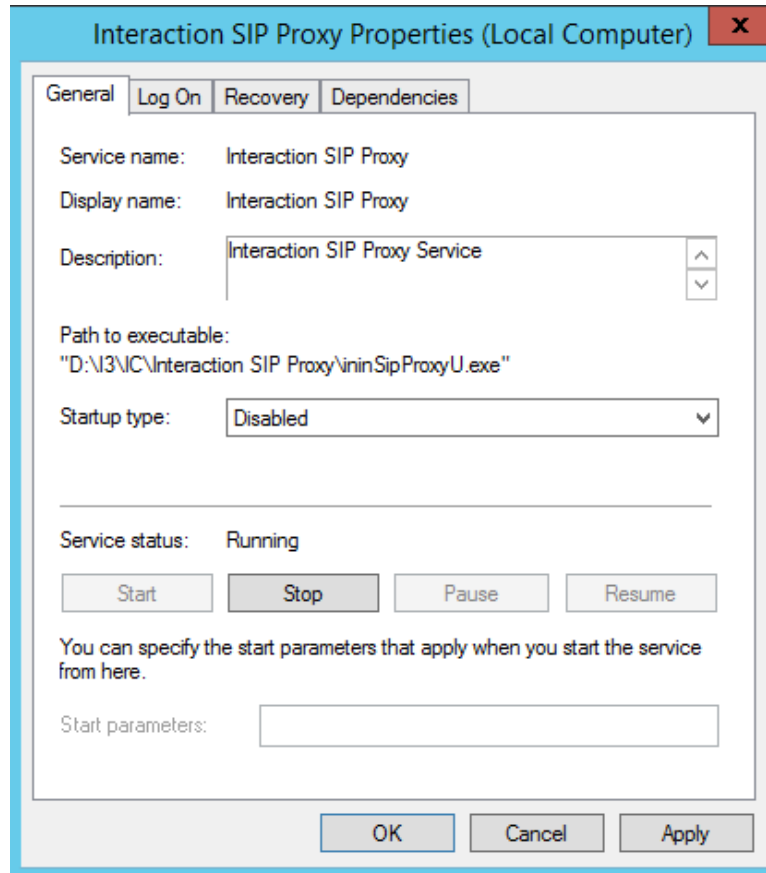 Interaction SIP Proxy Properties (Local Computer) x
General Log On Recovery Dependencies
Service name: Interaction SIP Proxy
Display name: Interaction SIP Proxy
Description: Interaction SIP Proxy Service
Path to executable:
"D:\I3\IC\Interaction SIP Proxy\ininSipProxyU.exe"
Startup type: Disabled
Service status: Running
Start Stop Pause Resume
You can specify the start parameters that apply when you start the service
from here.
Start parameters:
OK Cancel Apply